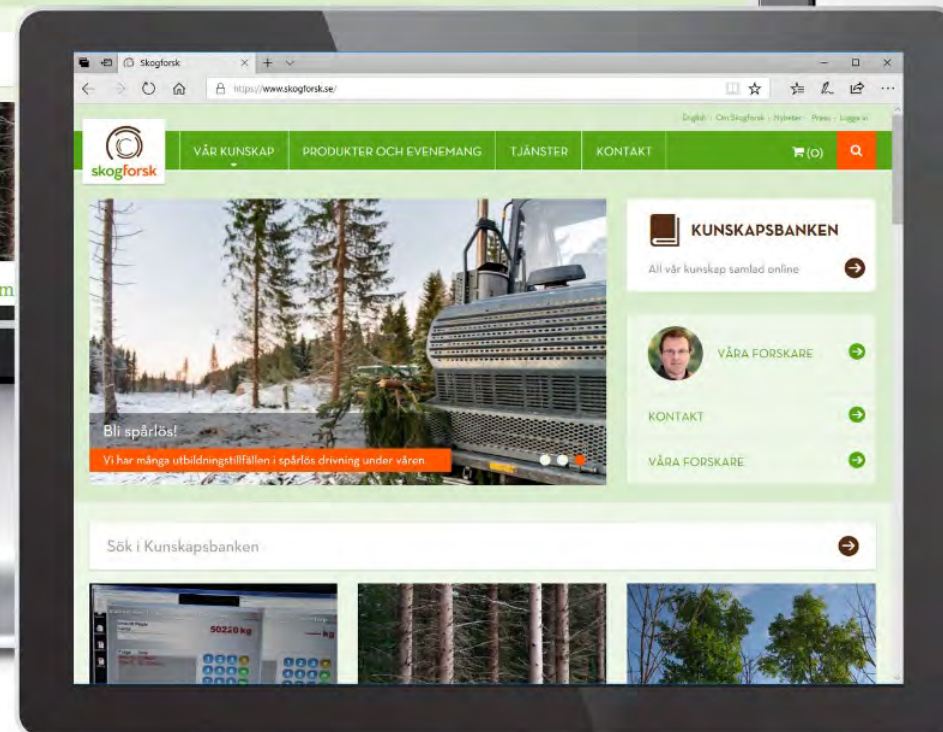 Skogforsk
https://www.skogforsk.se/
English Om Skogforsk Nyheter Press Logga in
skogforsk
VÅR KUNSKAP PRODUKTER OCH EVENEMANG TJÄNSTER KONTAKT (0)
KUNSKAPSBANKEN
All vår kunskap samlad online
VÅRA FORSKARE
KONTAKT
VÅRA FORSKARE
Bli spårlös!
Vi har många utbildningstillfällen i spårlös drivning under våren.
Sök i Kunskapsbanken
50220 kg
kg
m